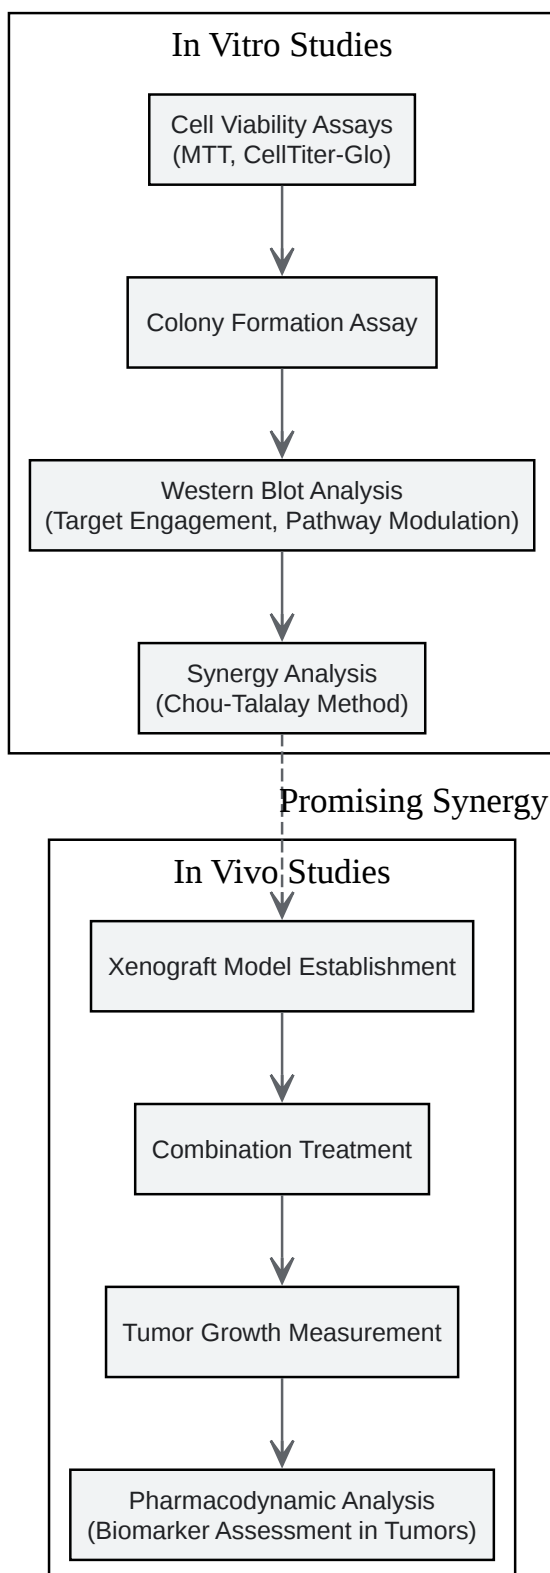 In Vitro Studies
Cell Viability Assays
(MTT, CellTiter-Glo)
Colony Formation Assay
Western Blot Analysis
(Target Engagement, Pathway Modulation)
Synergy Analysis
(Chou-Talalay Method)
Promising Synergy
In Vivo Studies
Xenograft Model Establishment
Combination Treatment
Tumor Growth Measurement
Pharmacodynamic Analysis
(Biomarker Assessment in Tumors)